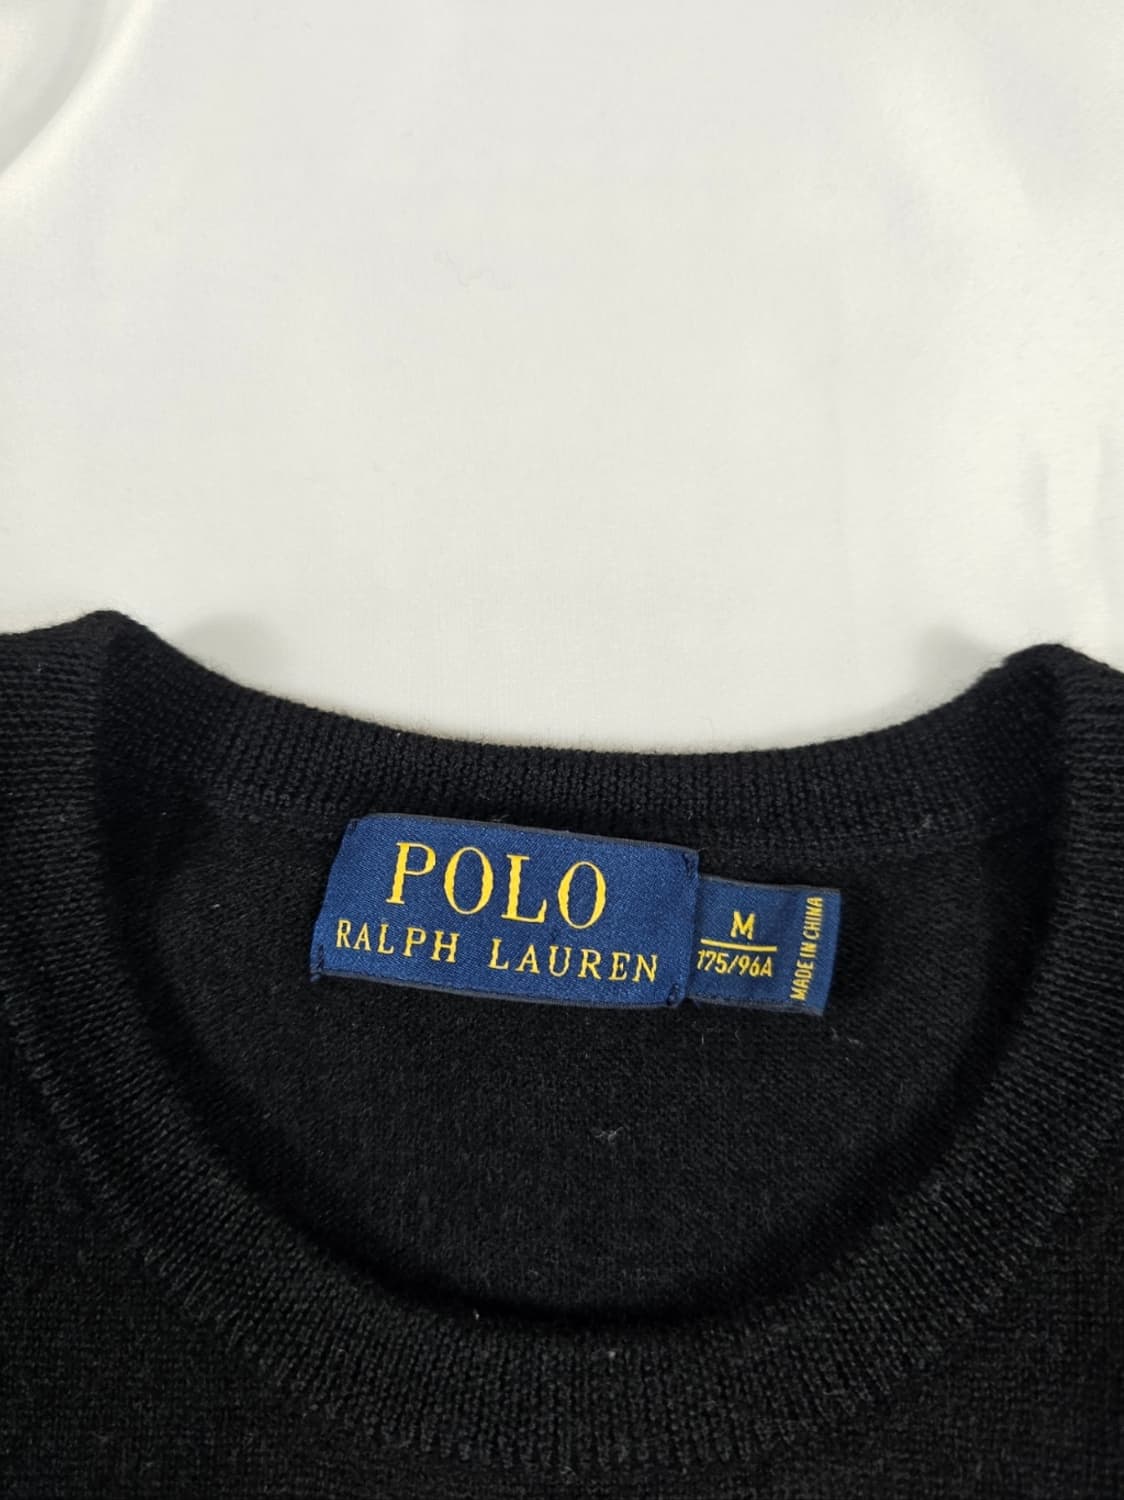 POLO
RALPH LAUREN
M
175/96A
MADE IN CHINA